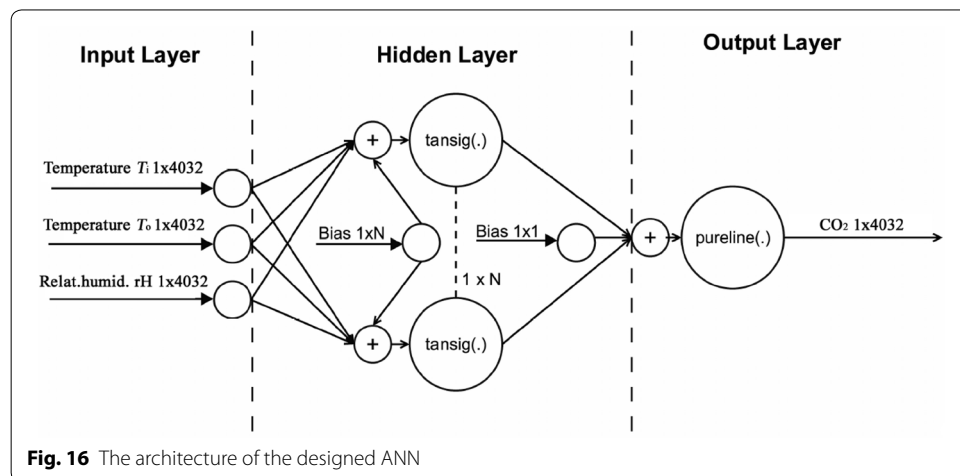 Input Layer
Hidden Layer
Output Layer
+
tansig(.)
Temperature Ti 1x4032
Temperature To 1x4032
Bias 1xN
Bias 1x1
+
pureline(.)
CO2 1x4032
Relat.humid. rH 1x4032
1 x N
+
tansig(.)
Fig. 16 The architecture of the designed ANN